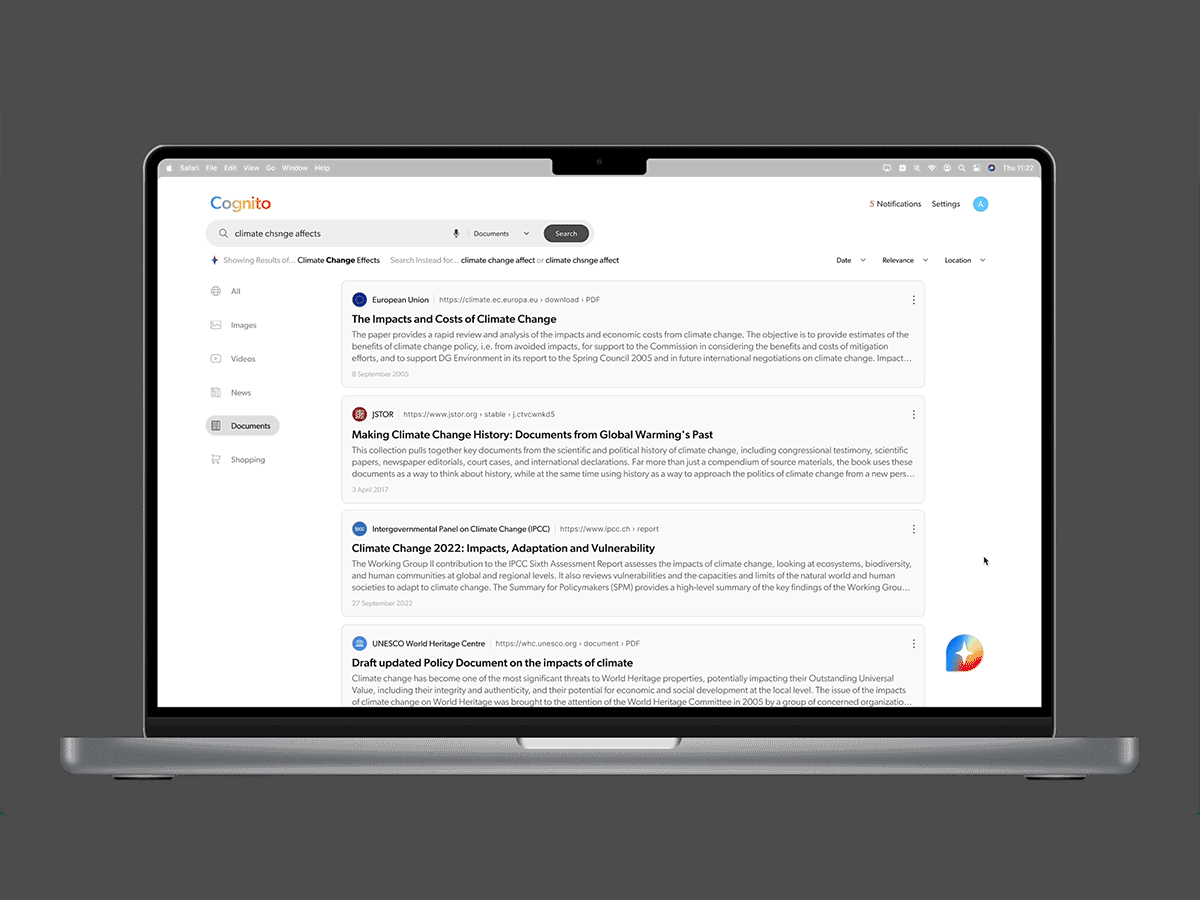 Safari File Edit View Go Window Help
Thu 11:22
Cognito
5 Notifications Settings A
climate chsnge affects Documents Search
Showing Results of... Climate Change Effects Search Instead for... climate change affect or climate chsnge affect
Date Relevance Location
All
Images
Videos
News
Documents
Shopping
European Union https://climate.ec.europa.eu › download › PDF
The Impacts and Costs of Climate Change
The paper provides a rapid review and analysis of the impacts and economic costs from climate change. The objective is to provide estimates of the
benefits of climate change policy, i.e. from avoided impacts, for support to the Commission in considering the benefits and costs of mitigation
efforts, and to support DG Environment in its report to the Spring Council 2005 and in future international negotiations on climate change. Impact...
8 September 2005
JSTOR https://www.jstor.org › stable › j.ctvcwnkd5
Making Climate Change History: Documents from Global Warming's Past
This collection pulls together key documents from the scientific and political history of climate change, including congressional testimony, scientific
papers, newspaper editorials, court cases, and international declarations. Far more than just a compendium of source materials, the book uses these
documents as a way to think about history, while at the same time using history as a way to approach the politics of climate change from a new pers...
3 April 2017
ipcc Intergovernmental Panel on Climate Change (IPCC) https://www.ipcc.ch › report
Climate Change 2022: Impacts, Adaptation and Vulnerability
The Working Group II contribution to the IPCC Sixth Assessment Report assesses the impacts of climate change, looking at ecosystems, biodiversity,
and human communities at global and regional levels. It also reviews vulnerabilities and the capacities and limits of the natural world and human
societies to adapt to climate change. The Summary for Policymakers (SPM) provides a high-level summary of the key findings of the Working Grou...
27 September 2022
UNESCO World Heritage Centre https://whc.unesco.org › document › PDF
Draft updated Policy Document on the impacts of climate
Climate change has become one of the most significant threats to World Heritage properties, potentially impacting their Outstanding Universal
Value, including their integrity and authenticity, and their potential for economic and social development at the local level. The issue of the impacts
of climate change on World Heritage was brought to the attention of the World Heritage Committee in 2005 by a group of concerned organizatio...